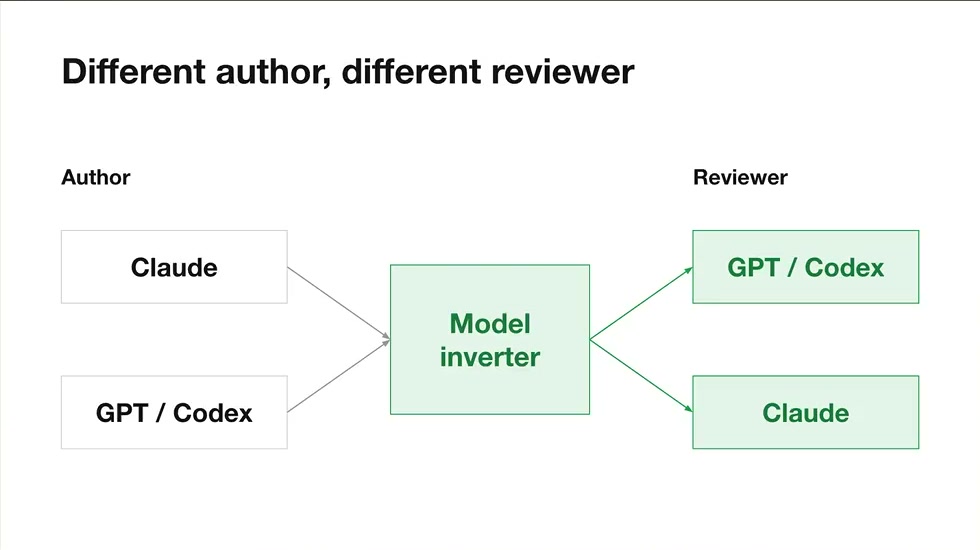 Different author, different reviewer
Author
Reviewer
Claude
GPT / Codex
Model
inverter
GPT / Codex
Claude